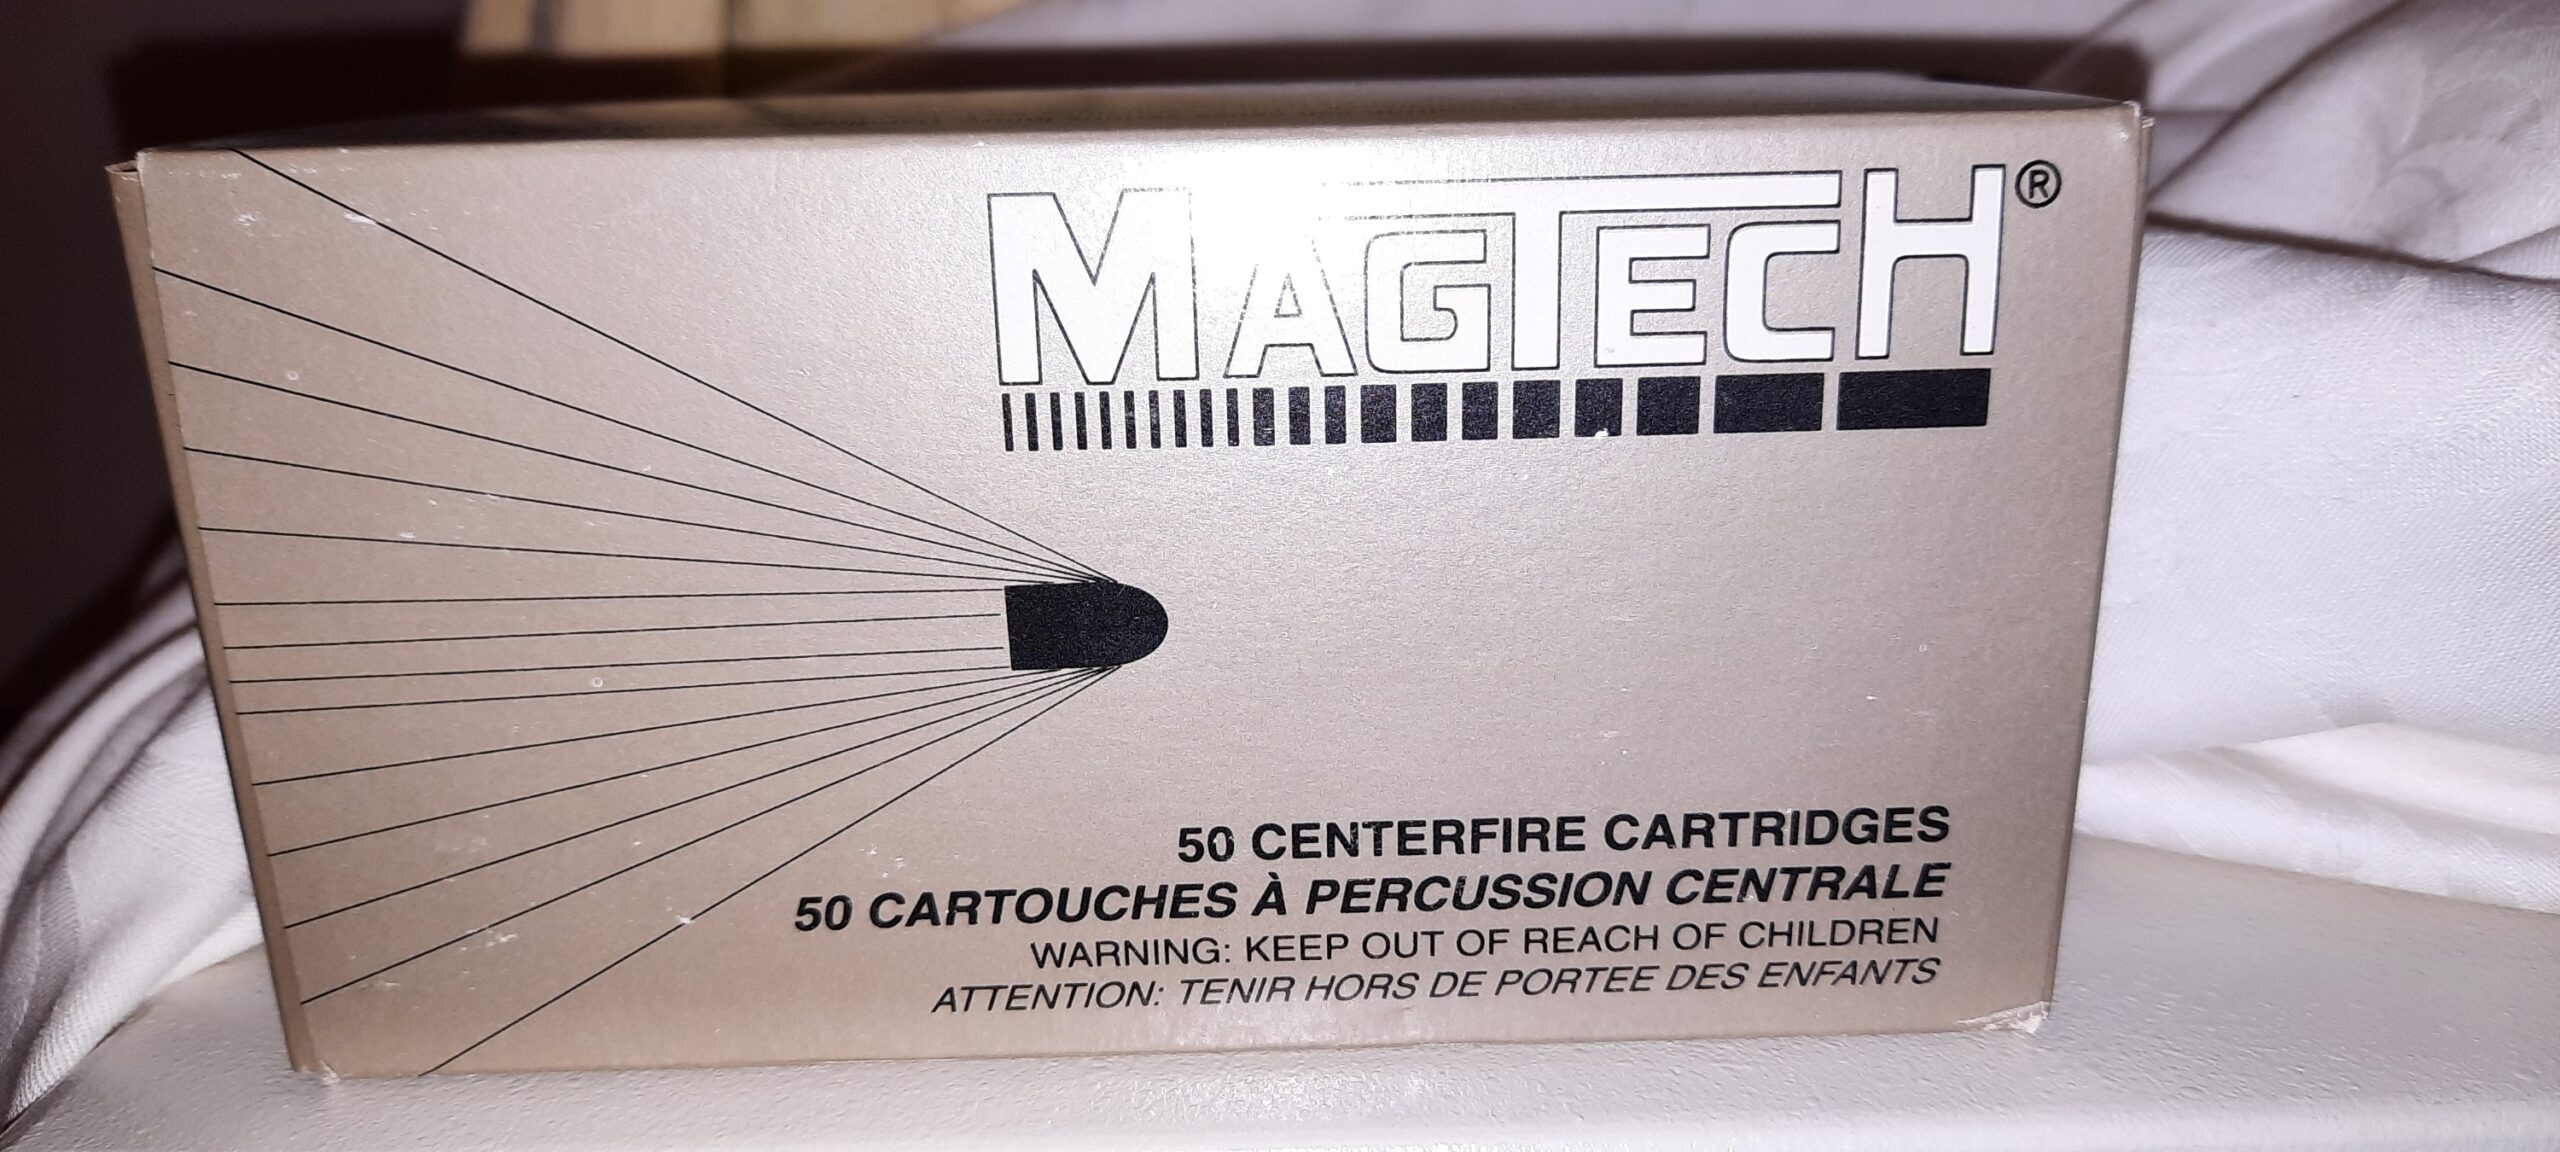 MAGTECH®
50 CENTERFIRE CARTRIDGES
50 CARTOUCHES À PERCUSSION CENTRALE
WARNING: KEEP OUT OF REACH OF CHILDREN
ATTENTION: TENIR HORS DE PORTEE DES ENFANTS